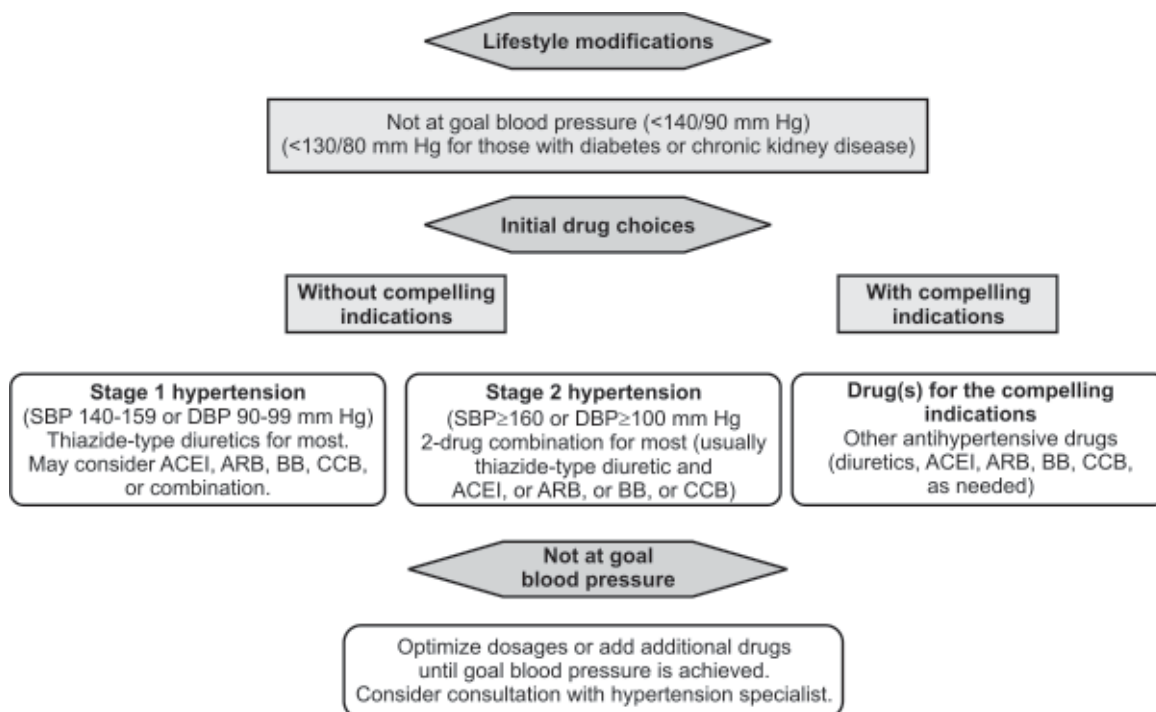 Lifestyle modifications
Not at goal blood pressure (<140/90 mm Hg)
(<130/80 mm Hg for those with diabetes or chronic kidney disease)
Initial drug choices
Without compelling
indications
With compelling
indications
Stage 1 hypertension
(SBP 140-159 or DBP 90-99 mm Hg)
Thiazide-type diuretics for most.
May consider ACEI, ARB, BB, CCB,
or combination.
Stage 2 hypertension
(SBP≥160 or DBP≥100 mm Hg
2-drug combination for most (usually
thiazide-type diuretic and
ACEI, or ARB, or BB, or CCB)
Drug(s) for the compelling
indications
Other antihypertensive drugs
(diuretics, ACEI, ARB, BB, CCB,
as needed)
Not at goal
blood pressure
Optimize dosages or add additional drugs
until goal blood pressure is achieved.
Consider consultation with hypertension specialist.